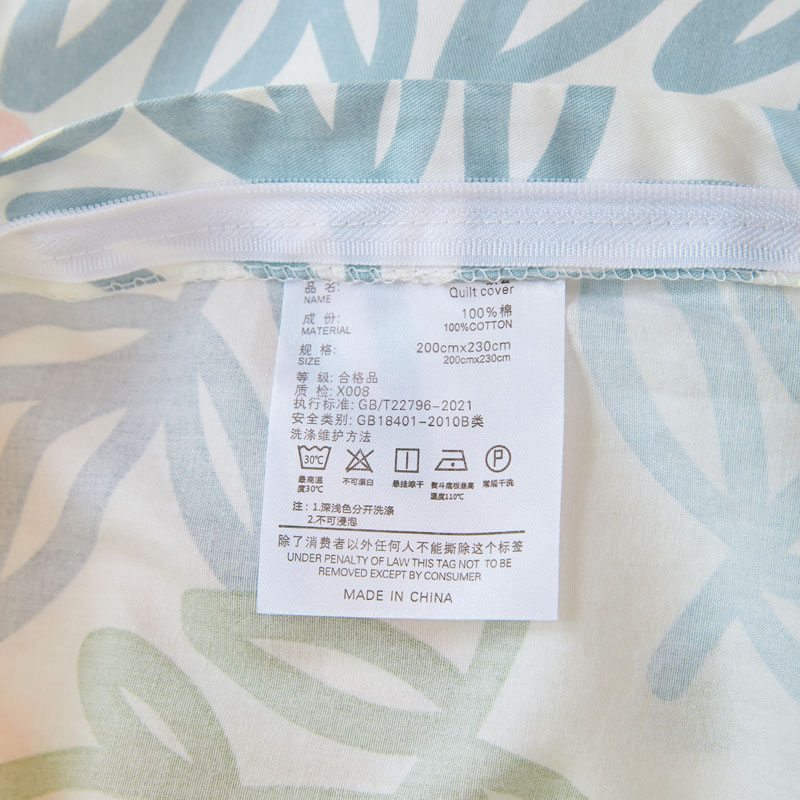 品 名:
NAME
Quilt cover
成 份:
MATERIAL
100%棉
100%COTTON
规 格:
SIZE
200cmx230cm
200cmx230cm
等 级: 合格品
质 检: X008
执行标准: GB/T22796-2021
安全类别: GB18401-2010B类
洗涤维护方法
30℃
P
最高温度30℃
不可漂白
悬挂晾干
熨斗底板最高温度110℃
常规干洗
注：1.深浅色分开洗涤
2.不可浸泡
除了消费者以外任何人不能撕除这个标签
UNDER PENALTY OF LAW THIS TAG NOT TO BE
REMOVED EXCEPT BY CONSUMER
MADE IN CHINA